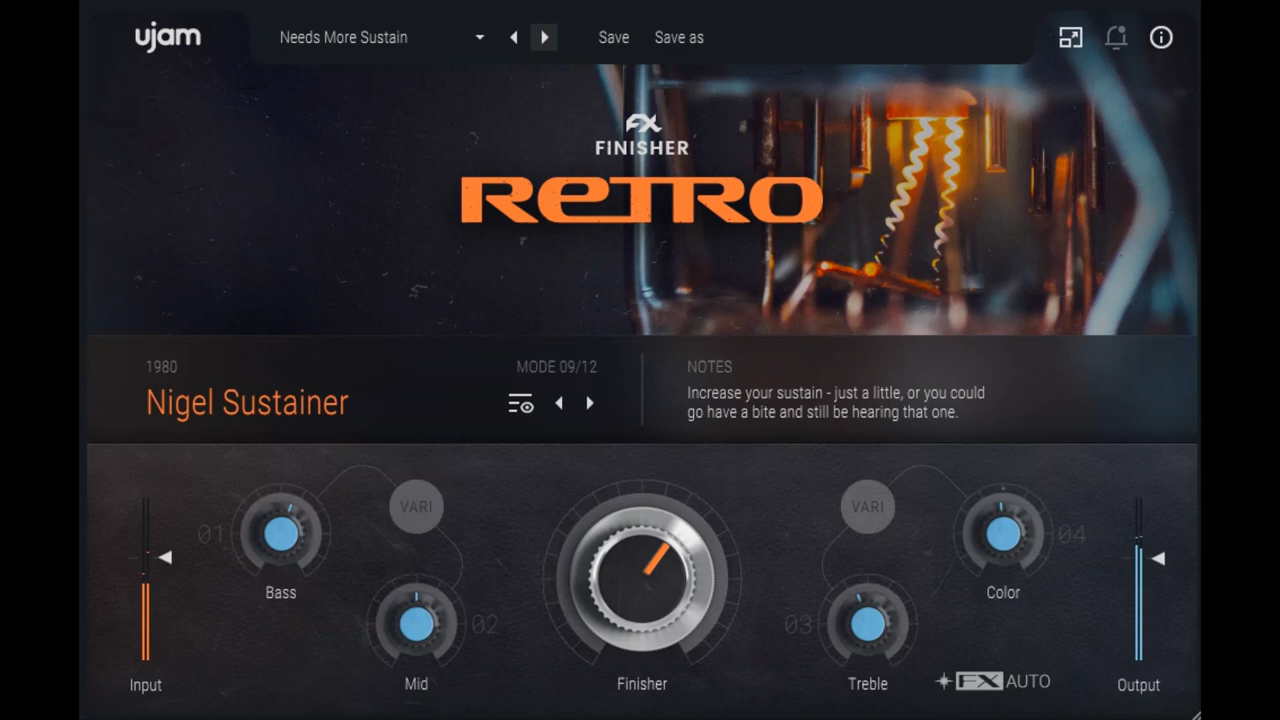 ujam
Needs More Sustain
Save
Save as
FX
FINISHER
RETRO
1980
MODE 09/12
NOTES
Nigel Sustainer
Increase your sustain - just a little, or you could
go have a bite and still be hearing that one.
VARI
VARI
01
04
Bass
Color
02
03
Input
Mid
Finisher
Treble
FX AUTO
Output